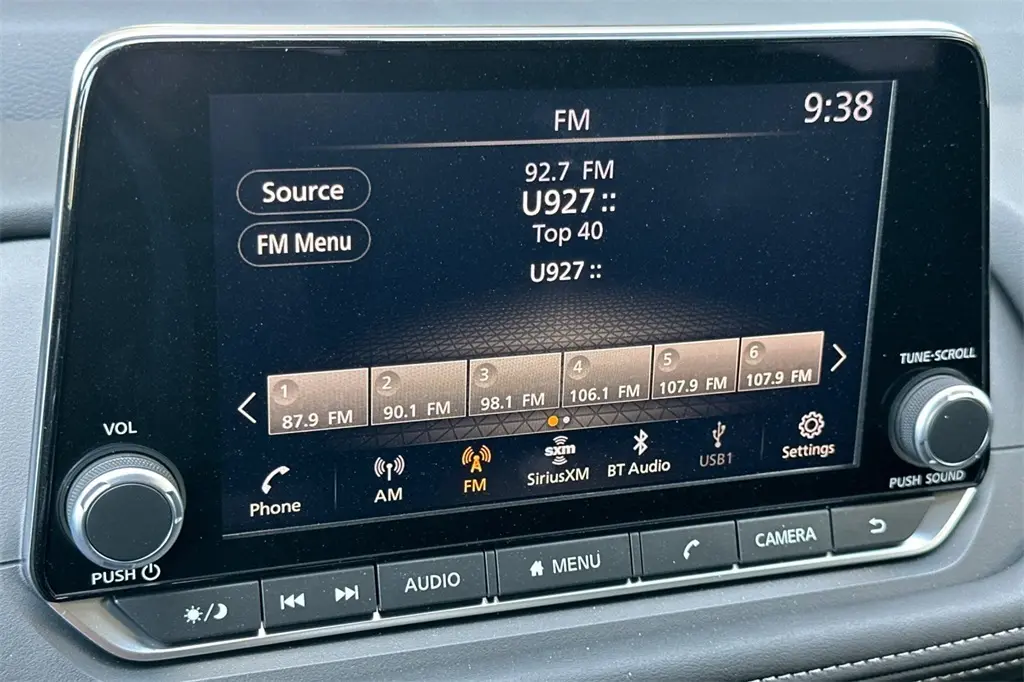 FM
9:38
92.7 FM
U927 ::
Top 40
U927 ::
Source
FM Menu
1
87.9 FM
2
90.1 FM
3
98.1 FM
4
106.1 FM
5
107.9 FM
6
107.9 FM
Phone
AM
FM
sxm
SiriusXM
BT Audio
USB1
Settings
VOL
PUSH
TUNE·SCROLL
PUSH SOUND
AUDIO
MENU
CAMERA